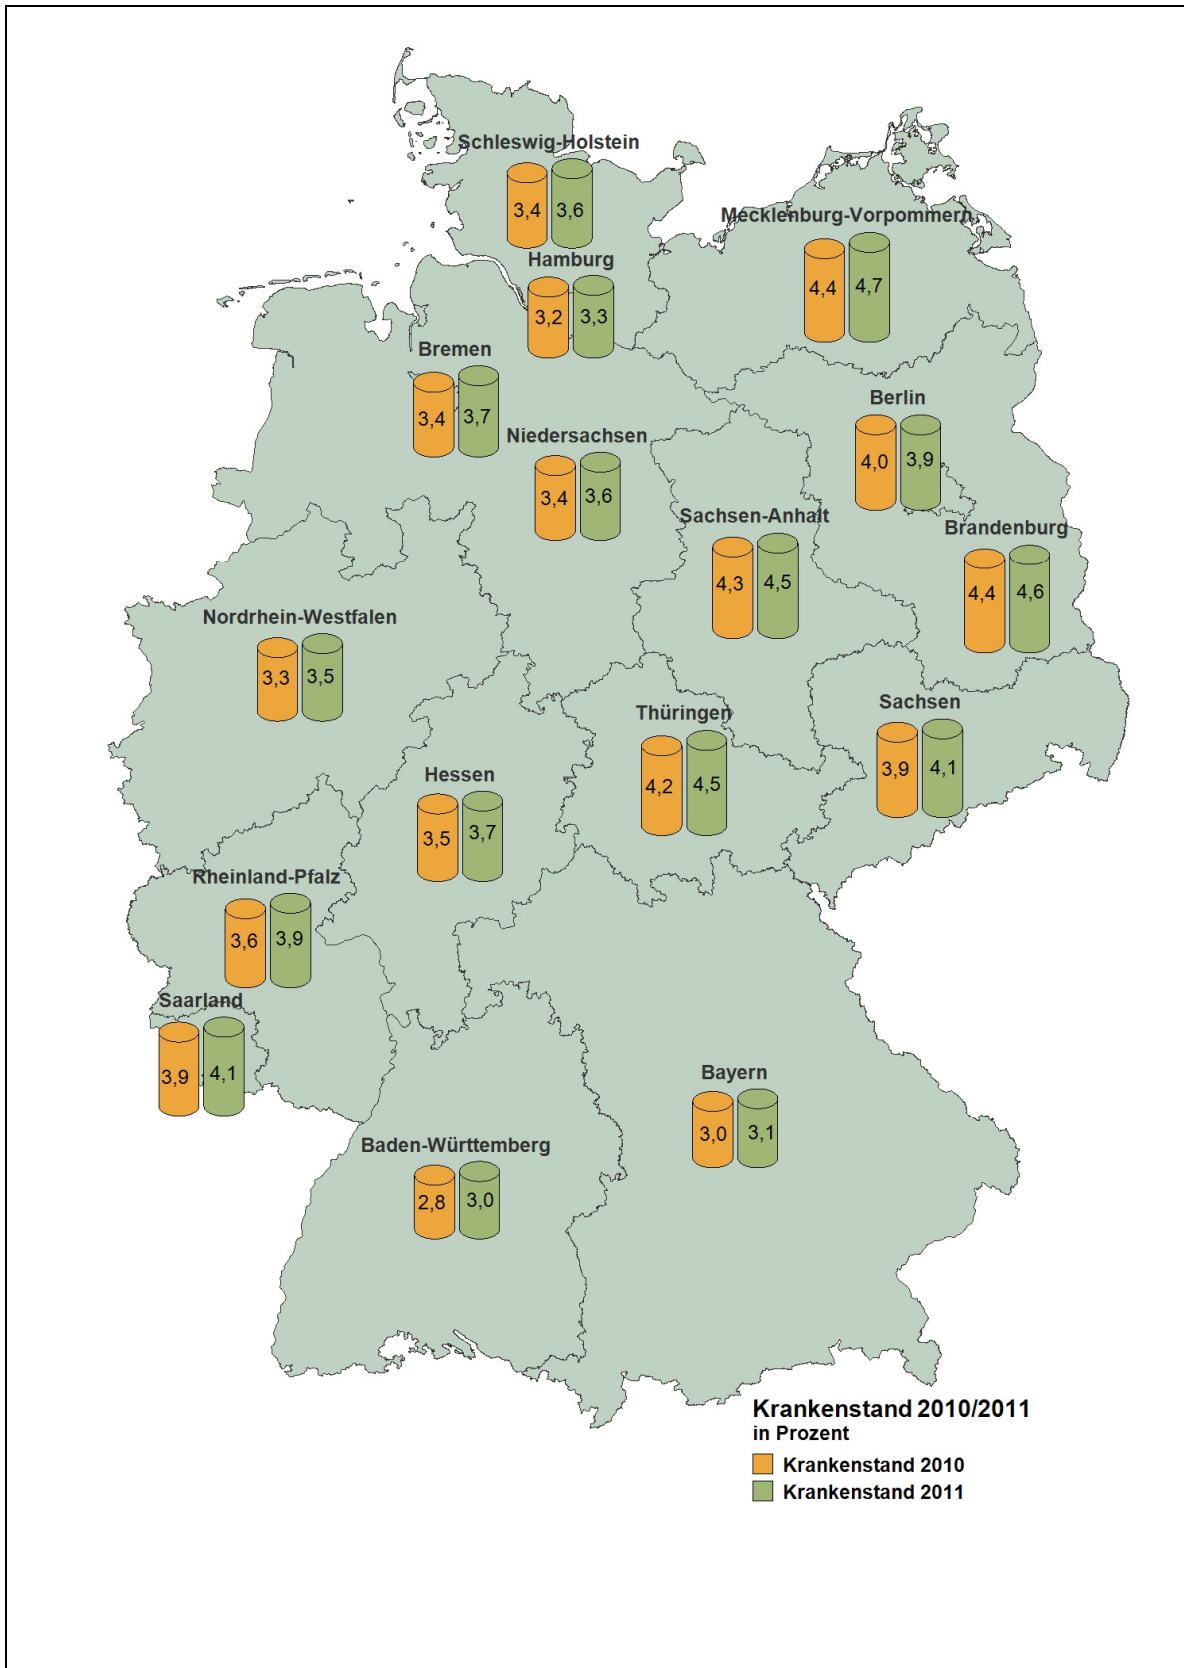 Schleswig-Holstein
3,4
3,6
Mecklenburg-Vorpommern
4,4
4,7
Hamburg
3,2
3,3
Bremen
3,4
3,7
Berlin
4,0
3,9
Niedersachsen
3,4
3,6
Sachsen-Anhalt
4,3
4,5
Brandenburg
4,4
4,6
Nordrhein-Westfalen
3,3
3,5
Thüringen
4,2
4,5
Sachsen
3,9
4,1
Hessen
3,5
3,7
Rheinland-Pfalz
3,6
3,9
Saarland
3,9
4,1
Bayern
3,0
3,1
Baden-Württemberg
2,8
3,0
Krankenstand 2010/2011
in Prozent
Krankenstand 2010
Krankenstand 2011